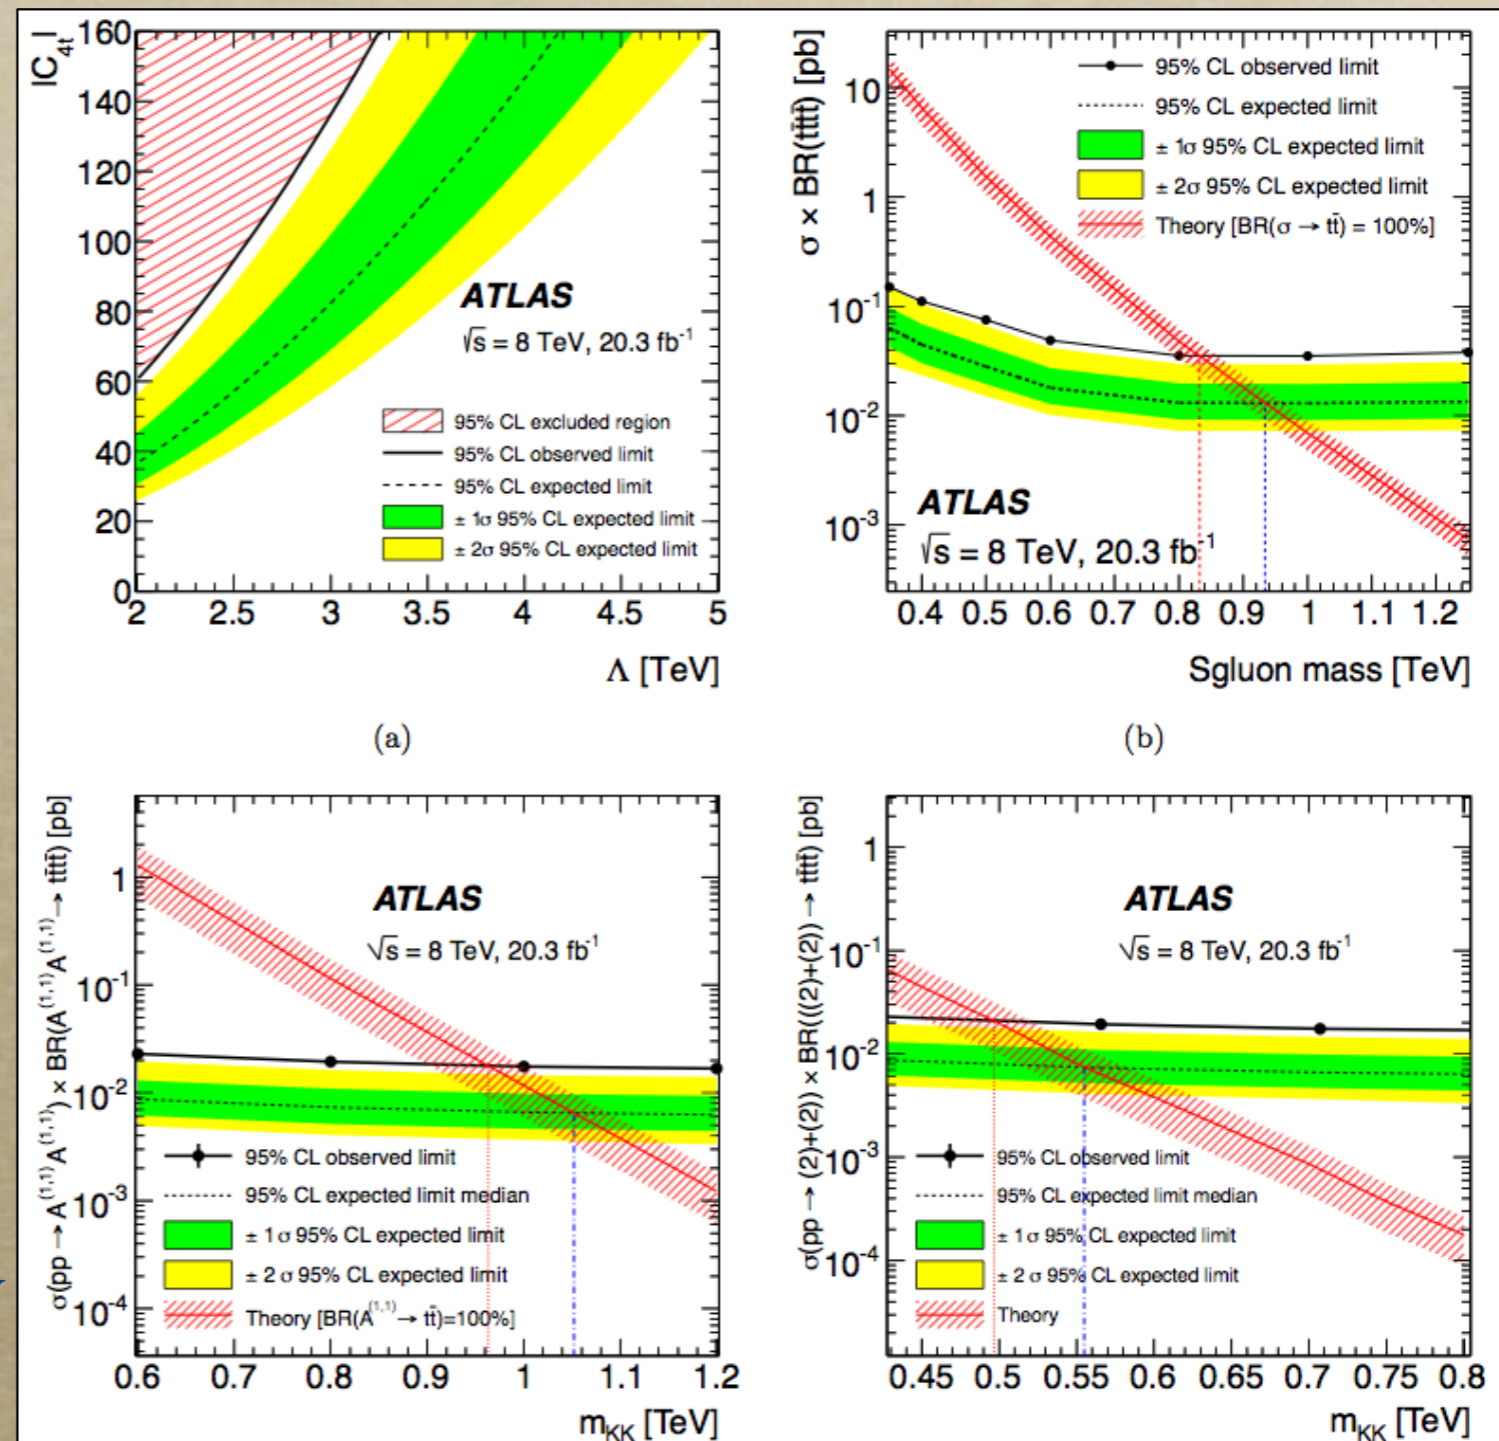 |C4t|
160
140
120
100
80
60
40
20
0
ATLAS
√s = 8 TeV, 20.3 fb-1
95% CL excluded region
95% CL observed limit
95% CL expected limit
± 1σ 95% CL expected limit
± 2σ 95% CL expected limit
2 2.5 3 3.5 4 4.5 5
Λ [TeV]
(a)
σ × BR(tt̄tt̄) [pb]
10
1
10-1
10-2
10-3
95% CL observed limit
95% CL expected limit
± 1σ 95% CL expected limit
± 2σ 95% CL expected limit
Theory [BR(σ → tt̄) = 100%]
ATLAS
√s = 8 TeV, 20.3 fb-1
0.4 0.5 0.6 0.7 0.8 0.9 1 1.1 1.2
Sgluon mass [TeV]
(b)
σ(pp → A(1,1)A(1,1)) × BR(A(1,1)A(1,1) → tt̄tt̄) [pb]
1
10-1
10-2
10-3
10-4
ATLAS
√s = 8 TeV, 20.3 fb-1
95% CL observed limit
95% CL expected limit median
± 1 σ 95% CL expected limit
± 2 σ 95% CL expected limit
Theory [BR(A(1,1) → tt̄)=100%]
0.6 0.7 0.8 0.9 1 1.1 1.2
mKK [TeV]
σ(pp → (2)+(2)) × BR(((2)+(2)) → tt̄tt̄) [pb]
1
10-1
10-2
10-3
10-4
ATLAS
√s = 8 TeV, 20.3 fb-1
95% CL observed limit
95% CL expected limit median
± 1 σ 95% CL expected limit
± 2 σ 95% CL expected limit
Theory
0.45 0.5 0.55 0.6 0.65 0.7 0.75 0.8
mKK [TeV]